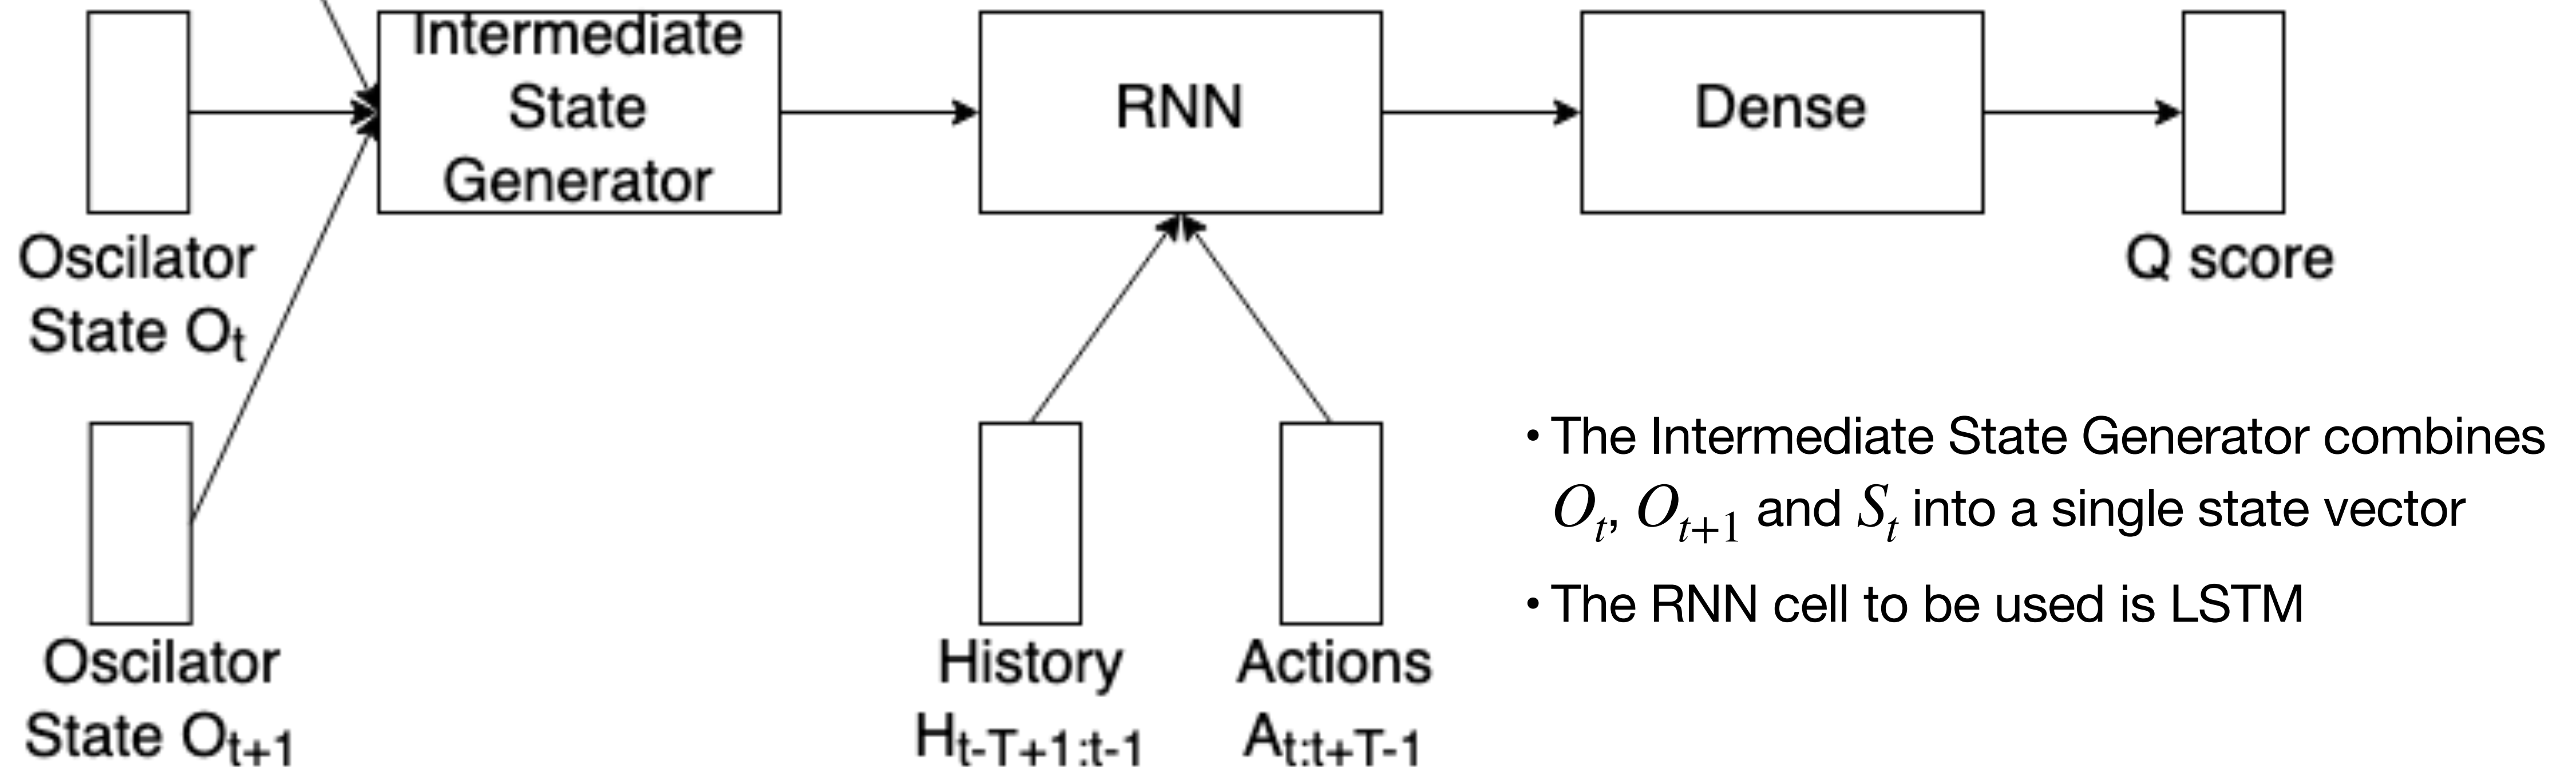 Intermediate
State
Generator
RNN
Dense
Oscilator
State Oₜ
Q score
Oscilator
State Oₜ₊₁
History
H_{t-T+1:t-1}
Actions
A_{t:t+T-1}
• The Intermediate State Generator combines
Oₜ, Oₜ₊₁ and Sₜ into a single state vector
• The RNN cell to be used is LSTM